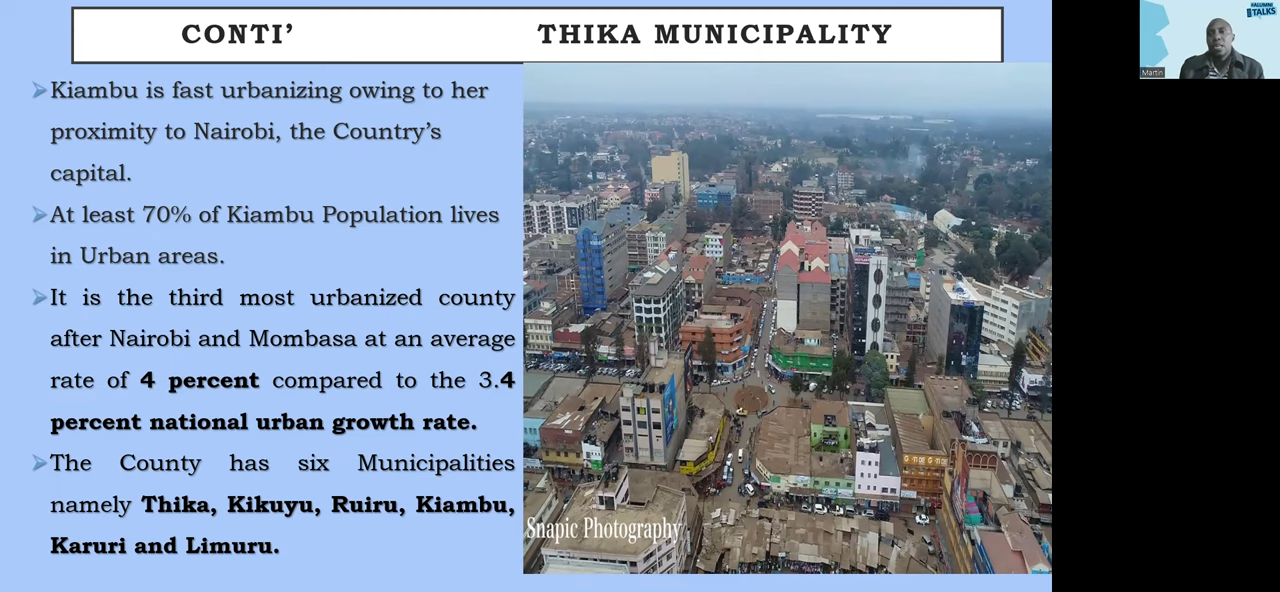 CONTI’ THIKA MUNICIPALITY
Kiambu is fast urbanizing owing to her
proximity to Nairobi, the Country’s
capital.
At least 70% of Kiambu Population lives
in Urban areas.
It is the third most urbanized county
after Nairobi and Mombasa at an average
rate of 4 percent compared to the 3.4
percent national urban growth rate.
The County has six Municipalities
namely Thika, Kikuyu, Ruiru, Kiambu,
Karuri and Limuru.
Snapic Photography
#ALUMNI
TALKS
Martin